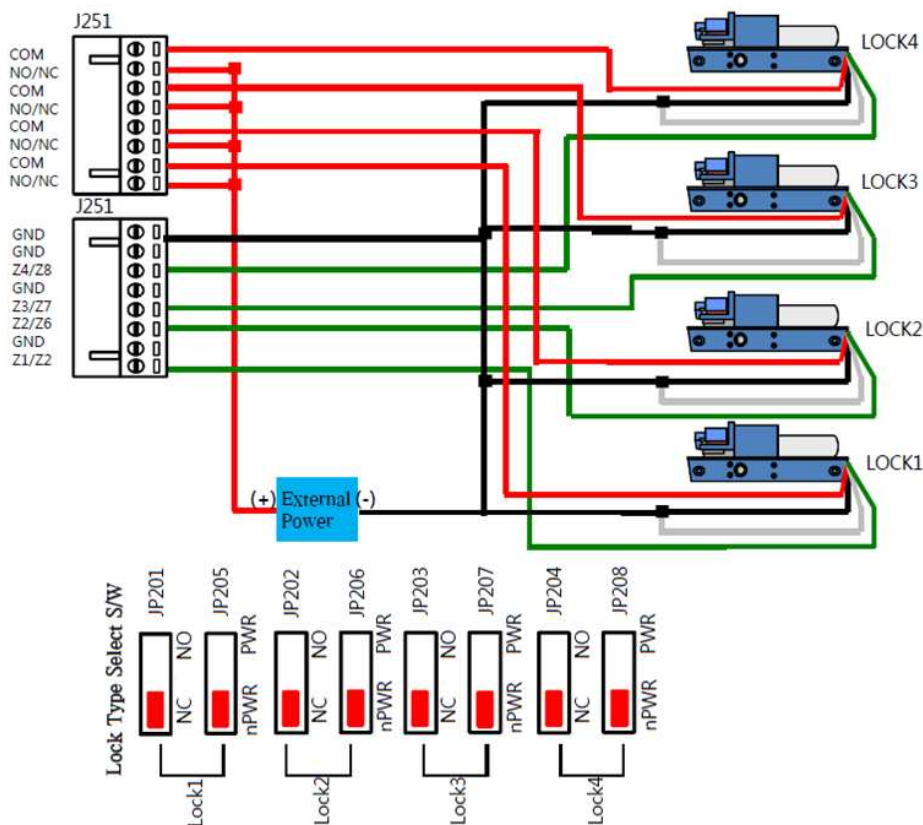 J251
COM
NO/NC
COM
NO/NC
COM
NO/NC
COM
NO/NC
LOCK4
LOCK3
J251
GND
GND
Z4/Z8
GND
Z3/Z7
Z2/Z6
GND
Z1/Z2
LOCK2
LOCK1
(+) External (-)
Power
Lock Type Select S/W
JP201
NO
NC
JP205
PWR
nPWR
Lock1
JP202
NO
NC
JP206
PWR
nPWR
Lock2
JP203
NO
NC
JP207
PWR
nPWR
Lock3
JP204
NO
NC
JP208
PWR
nPWR
Lock4